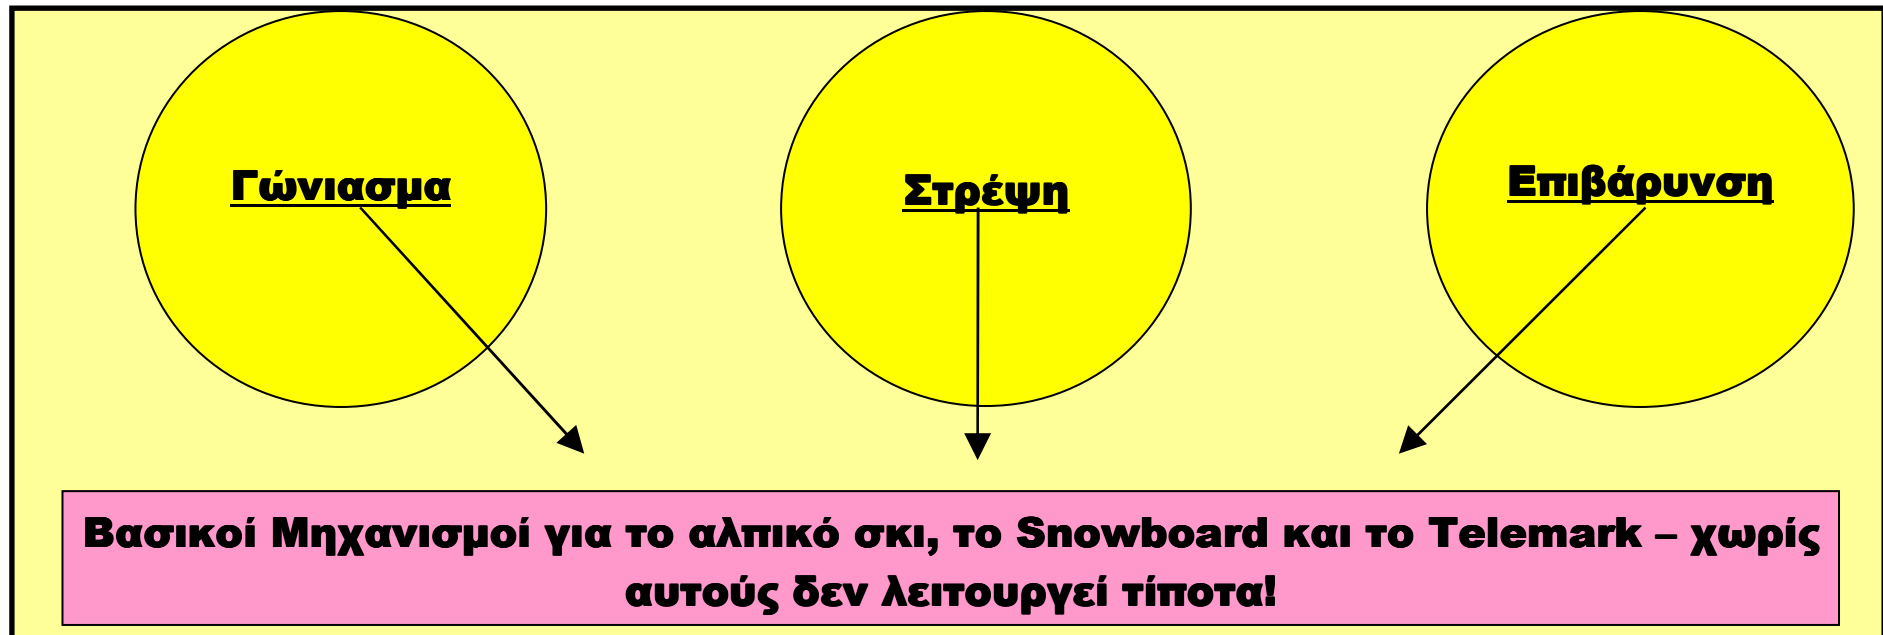 Γώνιασμα
Στρέψη
Επιβάρυνση
Βασικοί Μηχανισμοί για το αλπικό σκι, το Snowboard και το Telemark – χωρίς
αυτούς δεν λειτουργεί τίποτα!